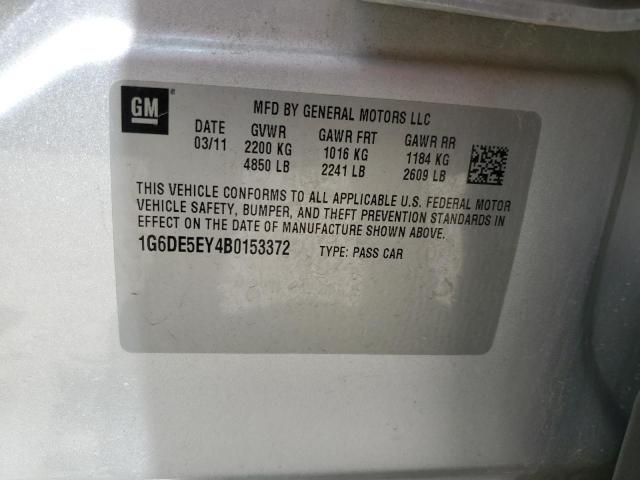 GM ®
MFD BY GENERAL MOTORS LLC
DATE GVWR GAWR FRT GAWR RR
03/11 2200 KG 1016 KG 1184 KG
4850 LB 2241 LB 2609 LB
THIS VEHICLE CONFORMS TO ALL APPLICABLE U.S. FEDERAL MOTOR
VEHICLE SAFETY, BUMPER, AND THEFT PREVENTION STANDARDS IN
EFFECT ON THE DATE OF MANUFACTURE SHOWN ABOVE.
1G6DE5EY4B0153372 TYPE: PASS CAR